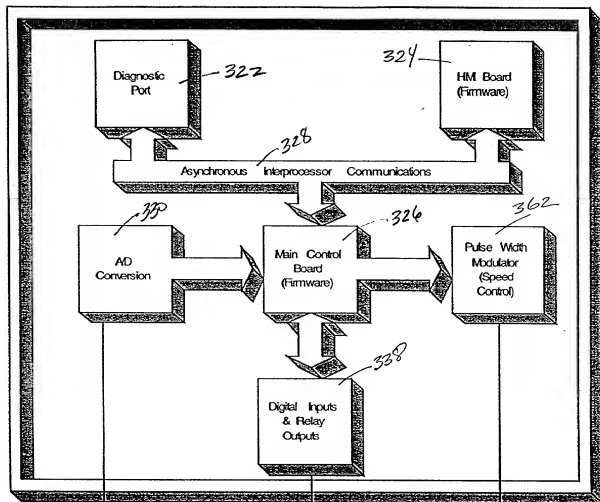 Diagnostic
Port
322
324
HMI Board
(Firmware)
328
Asynchronous Interprocessor Communications
330
A/D
Conversion
326
Main Control
Board
(Firmware)
362
Pulse Width
Modulator
(Speed
Control)
338
Digital Inputs
& Relay
Outputs